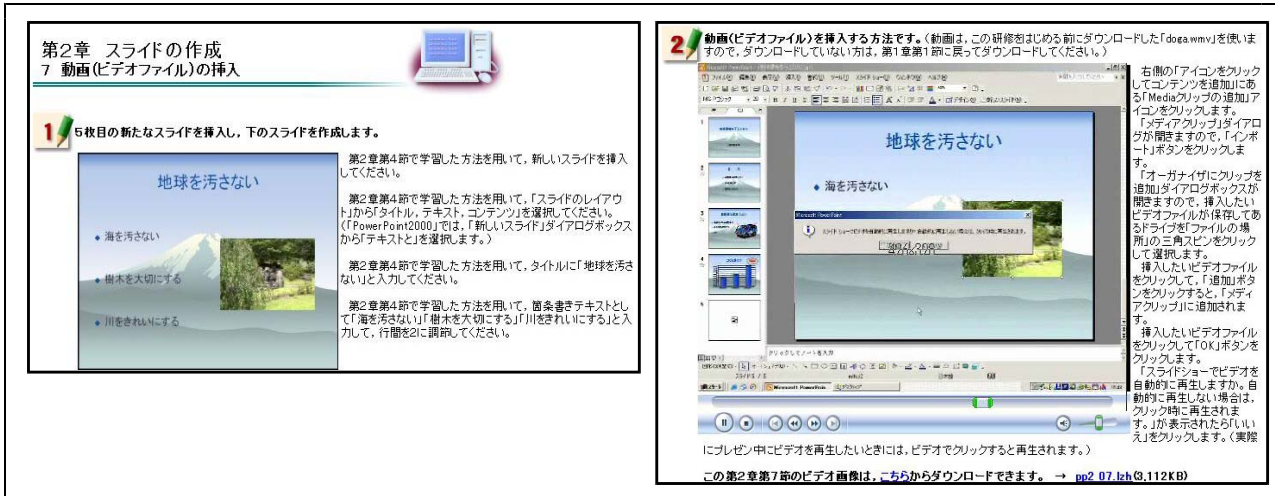 第2章 スライドの作成
7 動画(ビデオファイル)の挿入
1 5枚目の新たなスライドを挿入し,下のスライドを作成します。
地球を汚さない
海を汚さない
樹木を大切にする
川をきれいにする
第2章第4節で学習した方法を用いて,新しいスライドを挿入
してください。
第2章第4節で学習した方法を用いて,「スライドのレイアウ
ト」から「タイトル,テキスト,コンテンツ」を選択してください。
(「PowerPoint2000」では,「新しいスライド」ダイアログボックス
から「テキストと」を選択します。)
第2章第4節で学習した方法を用いて,タイトルに「地球を汚さ
ない」と入力してください。
第2章第4節で学習した方法を用いて,箇条書きテキストとし
て「海を汚さない」「樹木を大切にする」「川をきれいにする」と入
力して,行間を2に調節してください。
2 動画(ビデオファイル)を挿入する方法です。(動画は,この研修をはじめる前にダウンロードした「doga.wmv」を使いま
すので,ダウンロードしていない方は,第1章第1節に戻ってダウンロードしてください。)
地球を汚さない
海を汚さない
Microsoft PowerPoint
クリックしてノートを入力
右側の「アイコンをクリック
してコンテンツを追加」にあ
る「Mediaクリップの追加」ア
イコンをクリックします。
「メディアクリップ」ダイアロ
グが開きますので,「インポ
ート」ボタンをクリックしま
す。
「オーガナイザにクリップを
追加」ダイアログボックスが
開きますので,挿入したい
ビデオファイルが保存してあ
るドライブを「ファイルの場
所」の三角スピンをクリック
して選択します。
挿入したいビデオファイル
をクリックして,「追加」ボタ
ンをクリックすると,「メディ
アクリップ」に追加されま
す。
挿入したいビデオファイル
をクリックして「OK」ボタンを
クリックします。
「スライドショーでビデオを
自動的に再生しますか。自
動的に再生しない場合は,
クリック時に再生されま
す。」が表示されたら「いい
え」をクリックします。(実際
にプレゼン中にビデオを再生したいときには,ビデオでクリックすると再生されます。)
この第2章第7節のビデオ画像は,こちらからダウンロードできます。 → pp2_07.lzh(3,112KB)